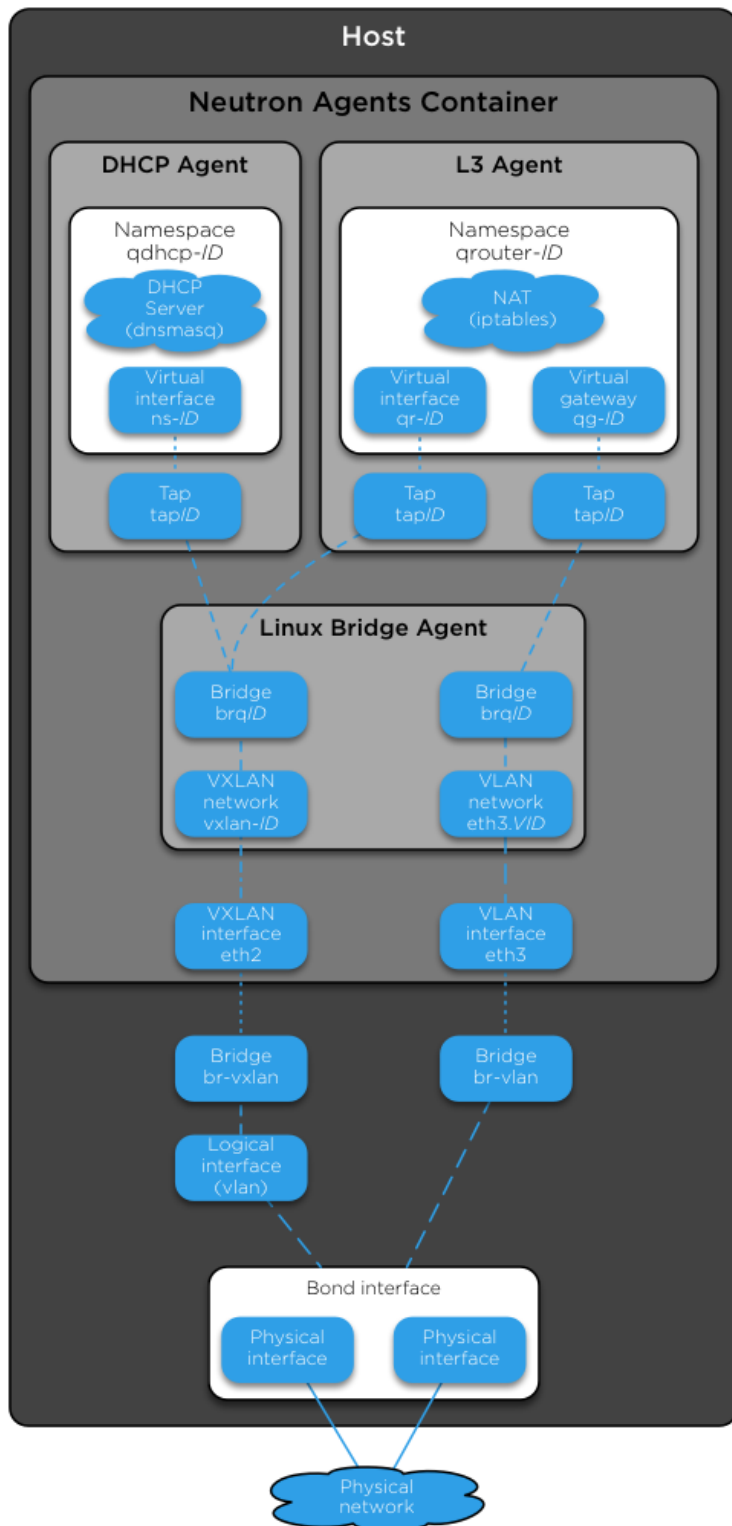 Host
Neutron Agents Container
DHCP Agent
L3 Agent
Namespace
qdhcp-ID
Namespace
qrouter-ID
DHCP
Server
(dnsmasq)
NAT
(iptables)
Virtual
interface
ns-ID
Virtual
interface
qr-ID
Virtual
gateway
qg-ID
Tap
tapID
Tap
tapID
Tap
tapID
Linux Bridge Agent
Bridge
brqID
Bridge
brqID
VXLAN
network
vxlan-ID
VLAN
network
eth3.VID
VXLAN
interface
eth2
VLAN
interface
eth3
Bridge
br-vxlan
Bridge
br-vlan
Logical
interface
(vlan)
Bond interface
Physical
interface
Physical
interface
Physical
network